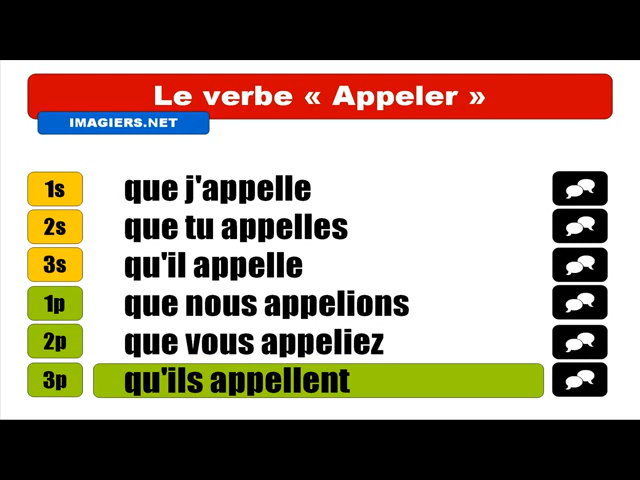 Le verbe « Appeler »
IMAGIERS.NET
1s que j'appelle
2s que tu appelles
3s qu'il appelle
1p que nous appelions
2p que vous appeliez
3p qu'ils appellent